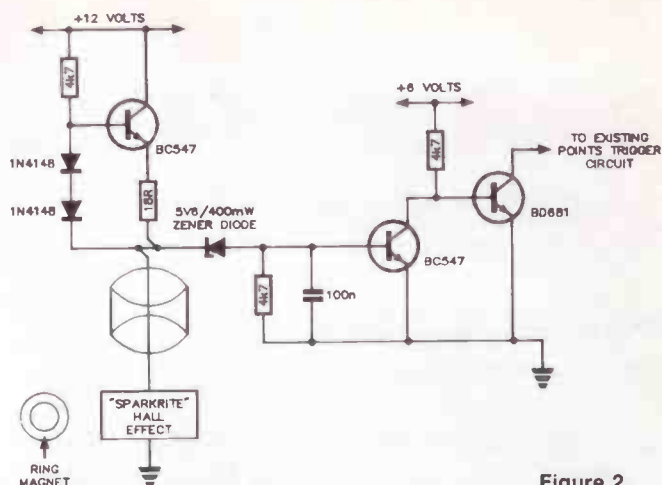 +12 VOLTS
4k7
BC547
1N4148
1N4148
18R
5V6/400mW
ZENER DIODE
4k7
100n
+6 VOLTS
4k7
BC547
BD681
TO EXISTING
POINTS TRIGGER
CIRCUIT
"SPARKRITE"
HALL
EFFECT
RING
MAGNET
Figure 2